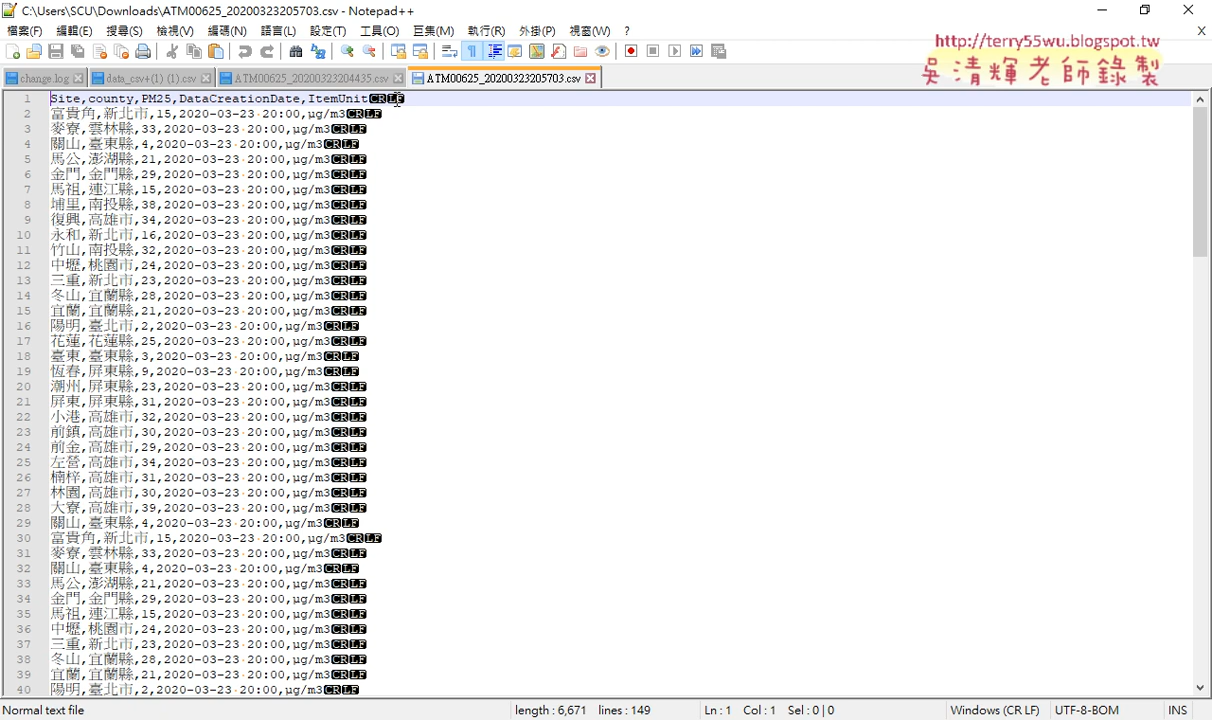 C:\Users\SCU\Downloads\ATM00625_20200323205703.csv - Notepad++
檔案(F) 編輯(E) 搜尋(S) 檢視(V) 編碼(N) 語言(L) 設定(T) 工具(O) 巨集(M) 執行(R) 外掛(P) 視窗(W) ?
http://terry55wu.blogspot.tw
吳清輝老師錄製
change.log data_csv+(1) (1).csv ATM00625_20200323204435.csv ATM00625_20200323205703.csv
1 Site,county,PM25,DataCreationDate,ItemUnitCRLF
2 富貴角,新北市,15,2020-03-23 20:00,μg/m3CRLF
3 麥寮,雲林縣,33,2020-03-23 20:00,μg/m3CRLF
4 關山,臺東縣,4,2020-03-23 20:00,μg/m3CRLF
5 馬公,澎湖縣,21,2020-03-23 20:00,μg/m3CRLF
6 金門,金門縣,29,2020-03-23 20:00,μg/m3CRLF
7 馬祖,連江縣,15,2020-03-23 20:00,μg/m3CRLF
8 埔里,南投縣,38,2020-03-23 20:00,μg/m3CRLF
9 復興,高雄市,34,2020-03-23 20:00,μg/m3CRLF
10 永和,新北市,16,2020-03-23 20:00,μg/m3CRLF
11 竹山,南投縣,32,2020-03-23 20:00,μg/m3CRLF
12 中壢,桃園市,24,2020-03-23 20:00,μg/m3CRLF
13 三重,新北市,23,2020-03-23 20:00,μg/m3CRLF
14 冬山,宜蘭縣,28,2020-03-23 20:00,μg/m3CRLF
15 宜蘭,宜蘭縣,21,2020-03-23 20:00,μg/m3CRLF
16 陽明,臺北市,2,2020-03-23 20:00,μg/m3CRLF
17 花蓮,花蓮縣,25,2020-03-23 20:00,μg/m3CRLF
18 臺東,臺東縣,3,2020-03-23 20:00,μg/m3CRLF
19 恆春,屏東縣,9,2020-03-23 20:00,μg/m3CRLF
20 潮州,屏東縣,23,2020-03-23 20:00,μg/m3CRLF
21 屏東,屏東縣,31,2020-03-23 20:00,μg/m3CRLF
22 小港,高雄市,32,2020-03-23 20:00,μg/m3CRLF
23 前鎮,高雄市,30,2020-03-23 20:00,μg/m3CRLF
24 前金,高雄市,29,2020-03-23 20:00,μg/m3CRLF
25 左營,高雄市,34,2020-03-23 20:00,μg/m3CRLF
26 楠梓,高雄市,31,2020-03-23 20:00,μg/m3CRLF
27 林園,高雄市,30,2020-03-23 20:00,μg/m3CRLF
28 大寮,高雄市,39,2020-03-23 20:00,μg/m3CRLF
29 關山,臺東縣,4,2020-03-23 20:00,μg/m3CRLF
30 富貴角,新北市,15,2020-03-23 20:00,μg/m3CRLF
31 麥寮,雲林縣,33,2020-03-23 20:00,μg/m3CRLF
32 關山,臺東縣,4,2020-03-23 20:00,μg/m3CRLF
33 馬公,澎湖縣,21,2020-03-23 20:00,μg/m3CRLF
34 金門,金門縣,29,2020-03-23 20:00,μg/m3CRLF
35 馬祖,連江縣,15,2020-03-23 20:00,μg/m3CRLF
36 中壢,桃園市,24,2020-03-23 20:00,μg/m3CRLF
37 三重,新北市,23,2020-03-23 20:00,μg/m3CRLF
38 冬山,宜蘭縣,28,2020-03-23 20:00,μg/m3CRLF
39 宜蘭,宜蘭縣,21,2020-03-23 20:00,μg/m3CRLF
40 陽明,臺北市,2,2020-03-23 20:00,μg/m3CRLF
Normal text file length : 6,671 lines : 149 Ln : 1 Col : 1 Sel : 0 | 0 Windows (CR LF) UTF-8-BOM INS